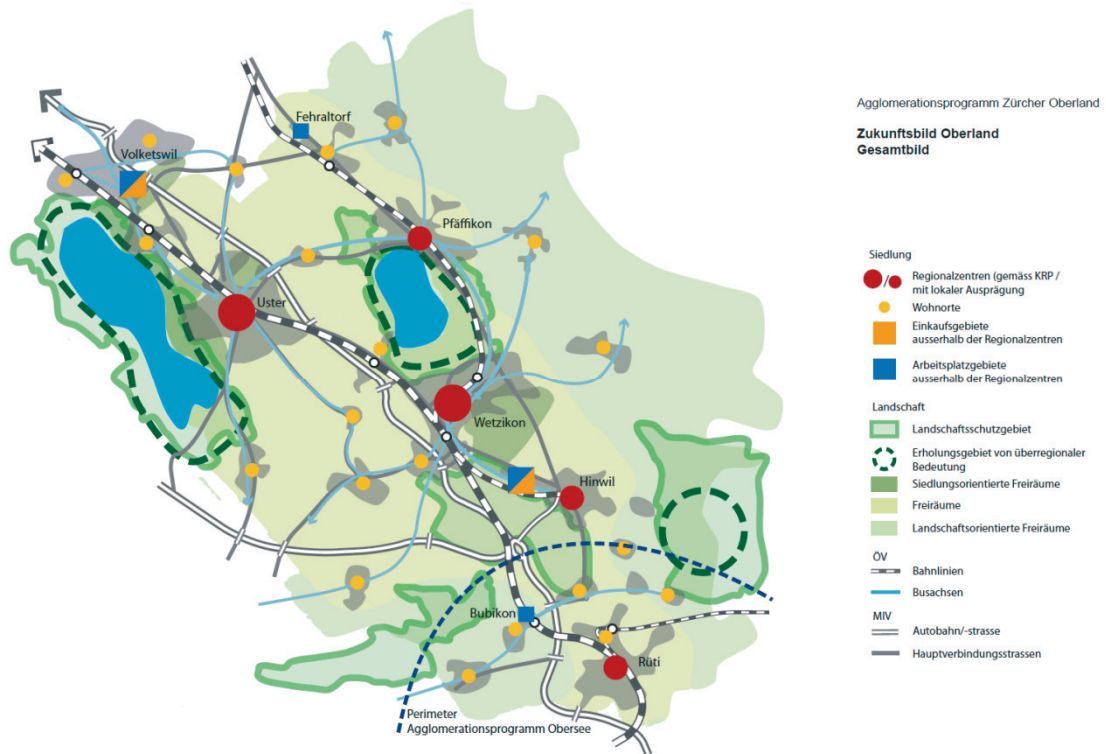 Agglomerationsprogramm Zürcher Oberland
Zukunftsbild Oberland
Gesamtbild
Fehraltorf
Volketswil
Pfäffikon
Uster
Wetzikon
Hinwil
Bubikon
Rüti
Perimeter
Agglomerationsprogramm Obersee
Siedlung
Regionalzentren (gemäss KRP /
mit lokaler Ausprägung
Wohnorte
Einkaufsgebiete
ausserhalb der Regionalzentren
Arbeitsplatzgebiete
ausserhalb der Regionalzentren
Landschaft
Landschaftsschutzgebiet
Erholungsgebiet von überregionaler
Bedeutung
Siedlungsorientierte Freiräume
Freiräume
Landschaftsorientierte Freiräume
ÖV
Bahnlinien
Busachsen
MIV
Autobahn/-strasse
Hauptverbindungsstrassen